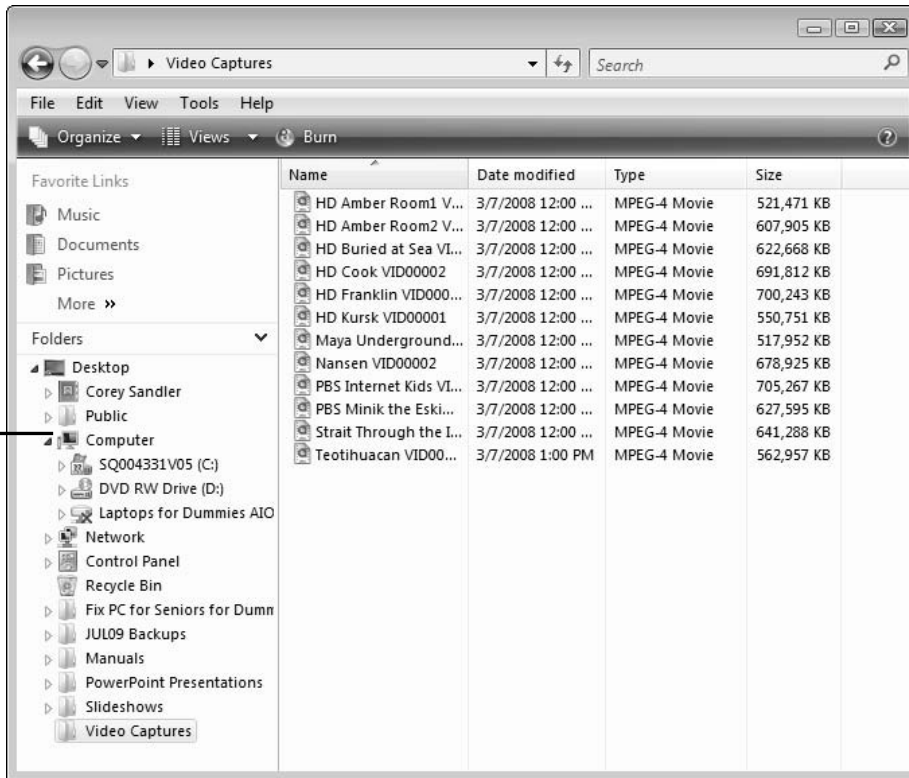 Video Captures
Search
File Edit View Tools Help
Organize Views Burn
Favorite Links
Music
Documents
Pictures
More »
Folders
Desktop
Corey Sandler
Public
Computer
SQ004331V05 (C:)
DVD RW Drive (D:)
Laptops for Dummies AIO
Network
Control Panel
Recycle Bin
Fix PC for Seniors for Dumm
JUL09 Backups
Manuals
PowerPoint Presentations
Slideshows
Video Captures
Name Date modified Type Size
HD Amber Room1 V... 3/7/2008 12:00 ... MPEG-4 Movie 521,471 KB
HD Amber Room2 V... 3/7/2008 12:00 ... MPEG-4 Movie 607,905 KB
HD Buried at Sea VI... 3/7/2008 12:00 ... MPEG-4 Movie 622,668 KB
HD Cook VID00002 3/7/2008 12:00 ... MPEG-4 Movie 691,812 KB
HD Franklin VID000... 3/7/2008 12:00 ... MPEG-4 Movie 700,243 KB
HD Kursk VID00001 3/7/2008 12:00 ... MPEG-4 Movie 550,751 KB
Maya Underground... 3/7/2008 12:00 ... MPEG-4 Movie 517,952 KB
Nansen VID00002 3/7/2008 12:00 ... MPEG-4 Movie 678,925 KB
PBS Internet Kids VI... 3/7/2008 12:00 ... MPEG-4 Movie 705,267 KB
PBS Minik the Eski... 3/7/2008 12:00 ... MPEG-4 Movie 627,595 KB
Strait Through the I... 3/7/2008 12:00 ... MPEG-4 Movie 641,288 KB
Teotihuacan VID00... 3/7/2008 1:00 PM MPEG-4 Movie 562,957 KB